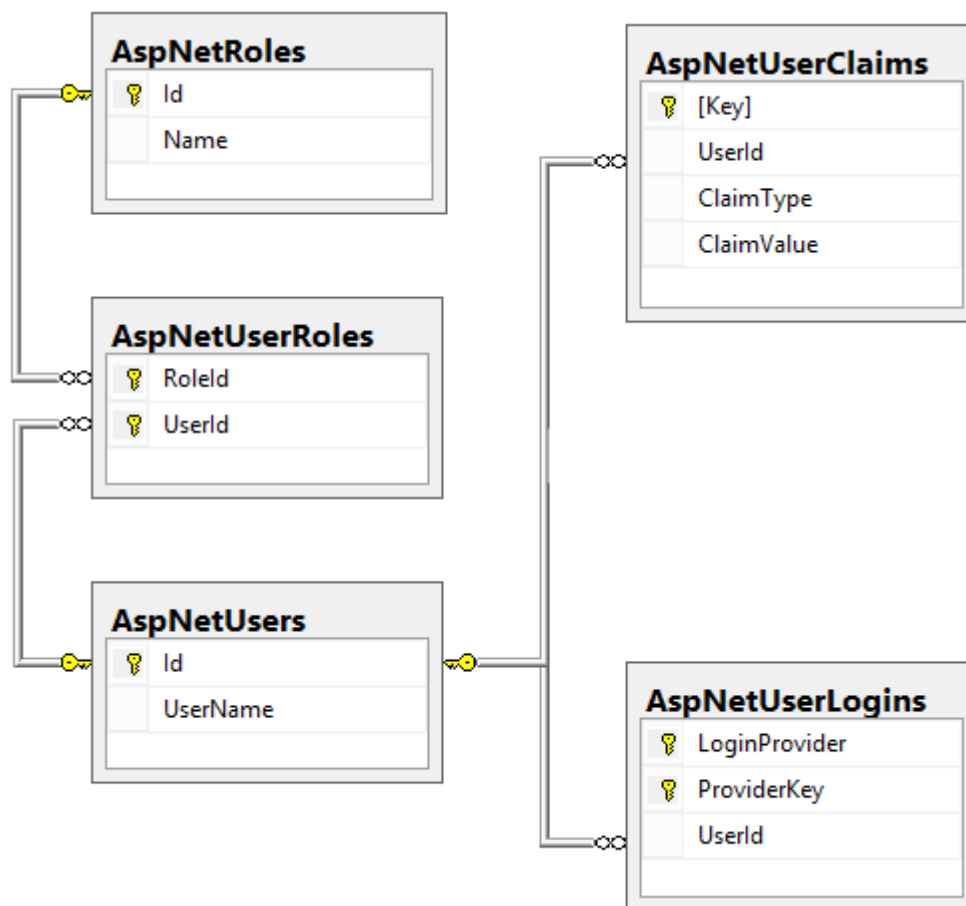 AspNetRoles
Id
Name
AspNetUserRoles
RoleId
UserId
AspNetUsers
Id
UserName
AspNetUserClaims
[Key]
UserId
ClaimType
ClaimValue
AspNetUserLogins
LoginProvider
ProviderKey
UserId